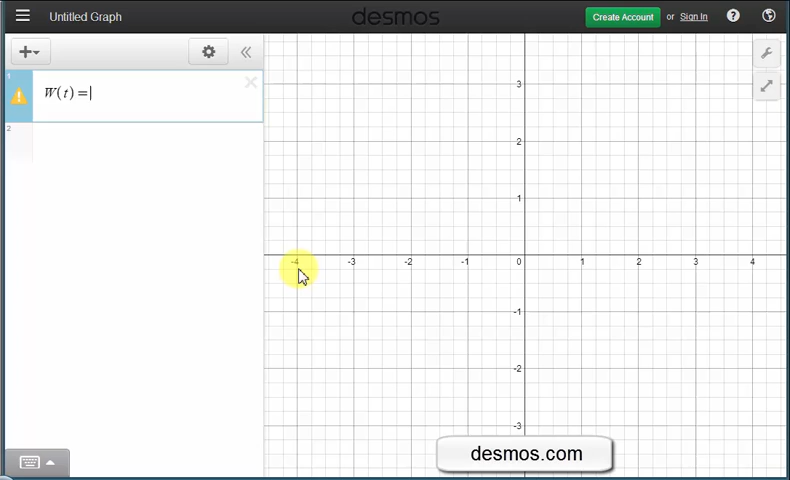 Untitled Graph
desmos
Create Account or Sign In ?
1
W(t) =
2
3
2
1
-4 -3 -2 -1 0 1 2 3 4
-1
-2
-3
desmos.com